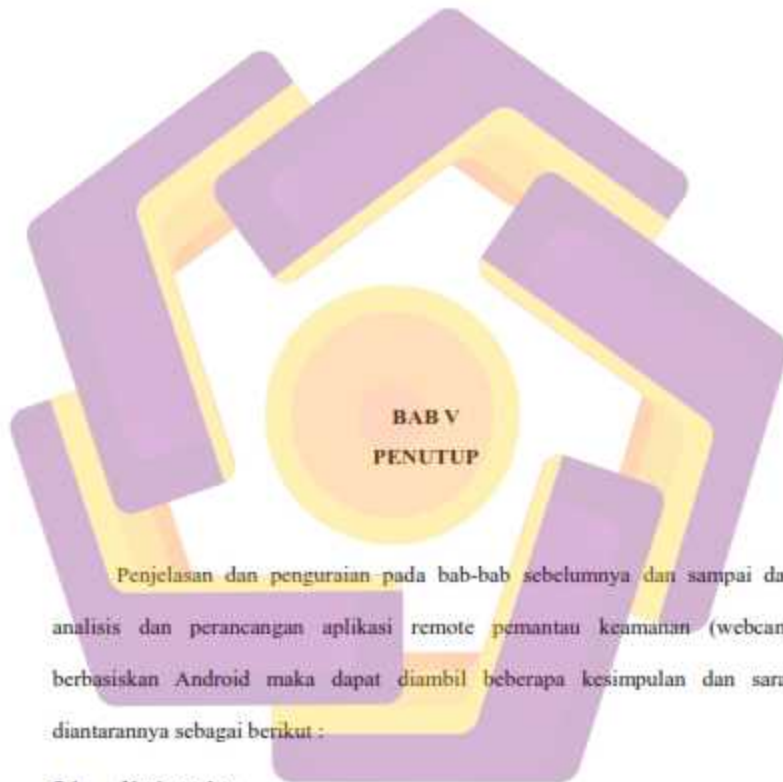 BAB V
PENUTUP
Penjelasan dan penguraian pada bab-bab sebelumnya dan sampai da
analisis dan perancangan aplikasi remote pemantau keamanan (webcam
berbasiskan Android maka dapat diambil beberapa kesimpulan dan sara
diantarannya sebagai berikut :